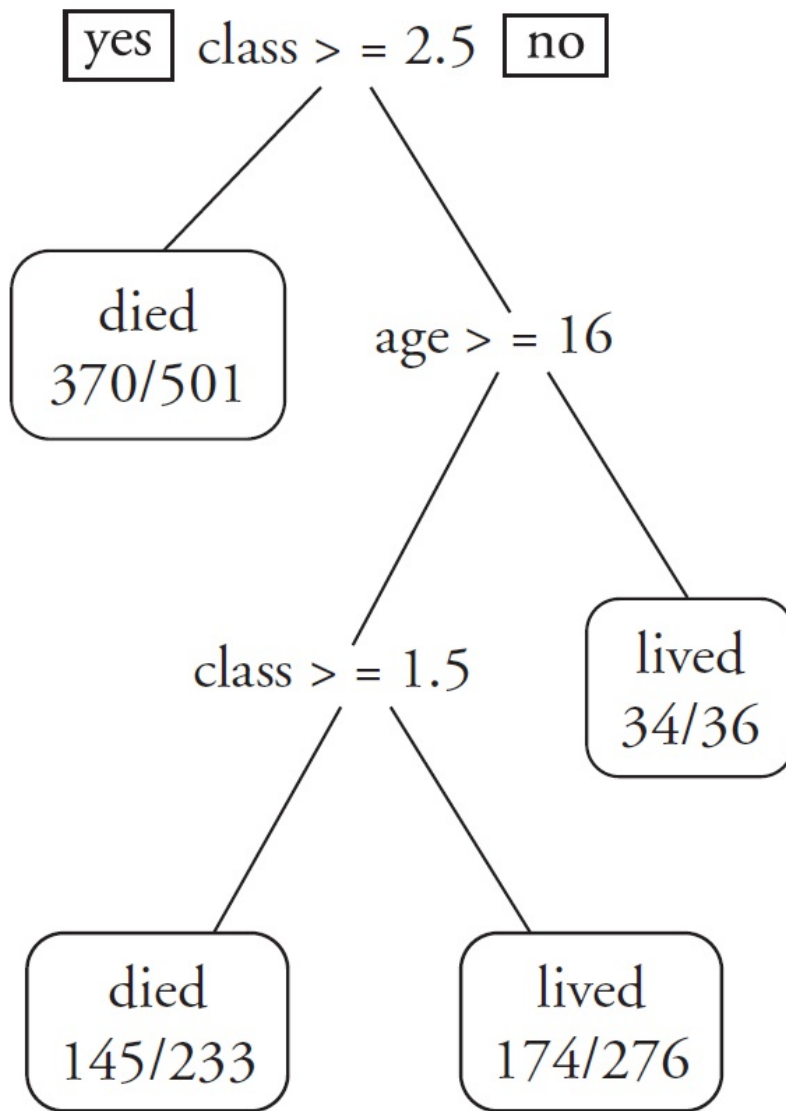 yes class > = 2.5 no
died
370/501
age > = 16
class > = 1.5
lived
34/36
died
145/233
lived
174/276